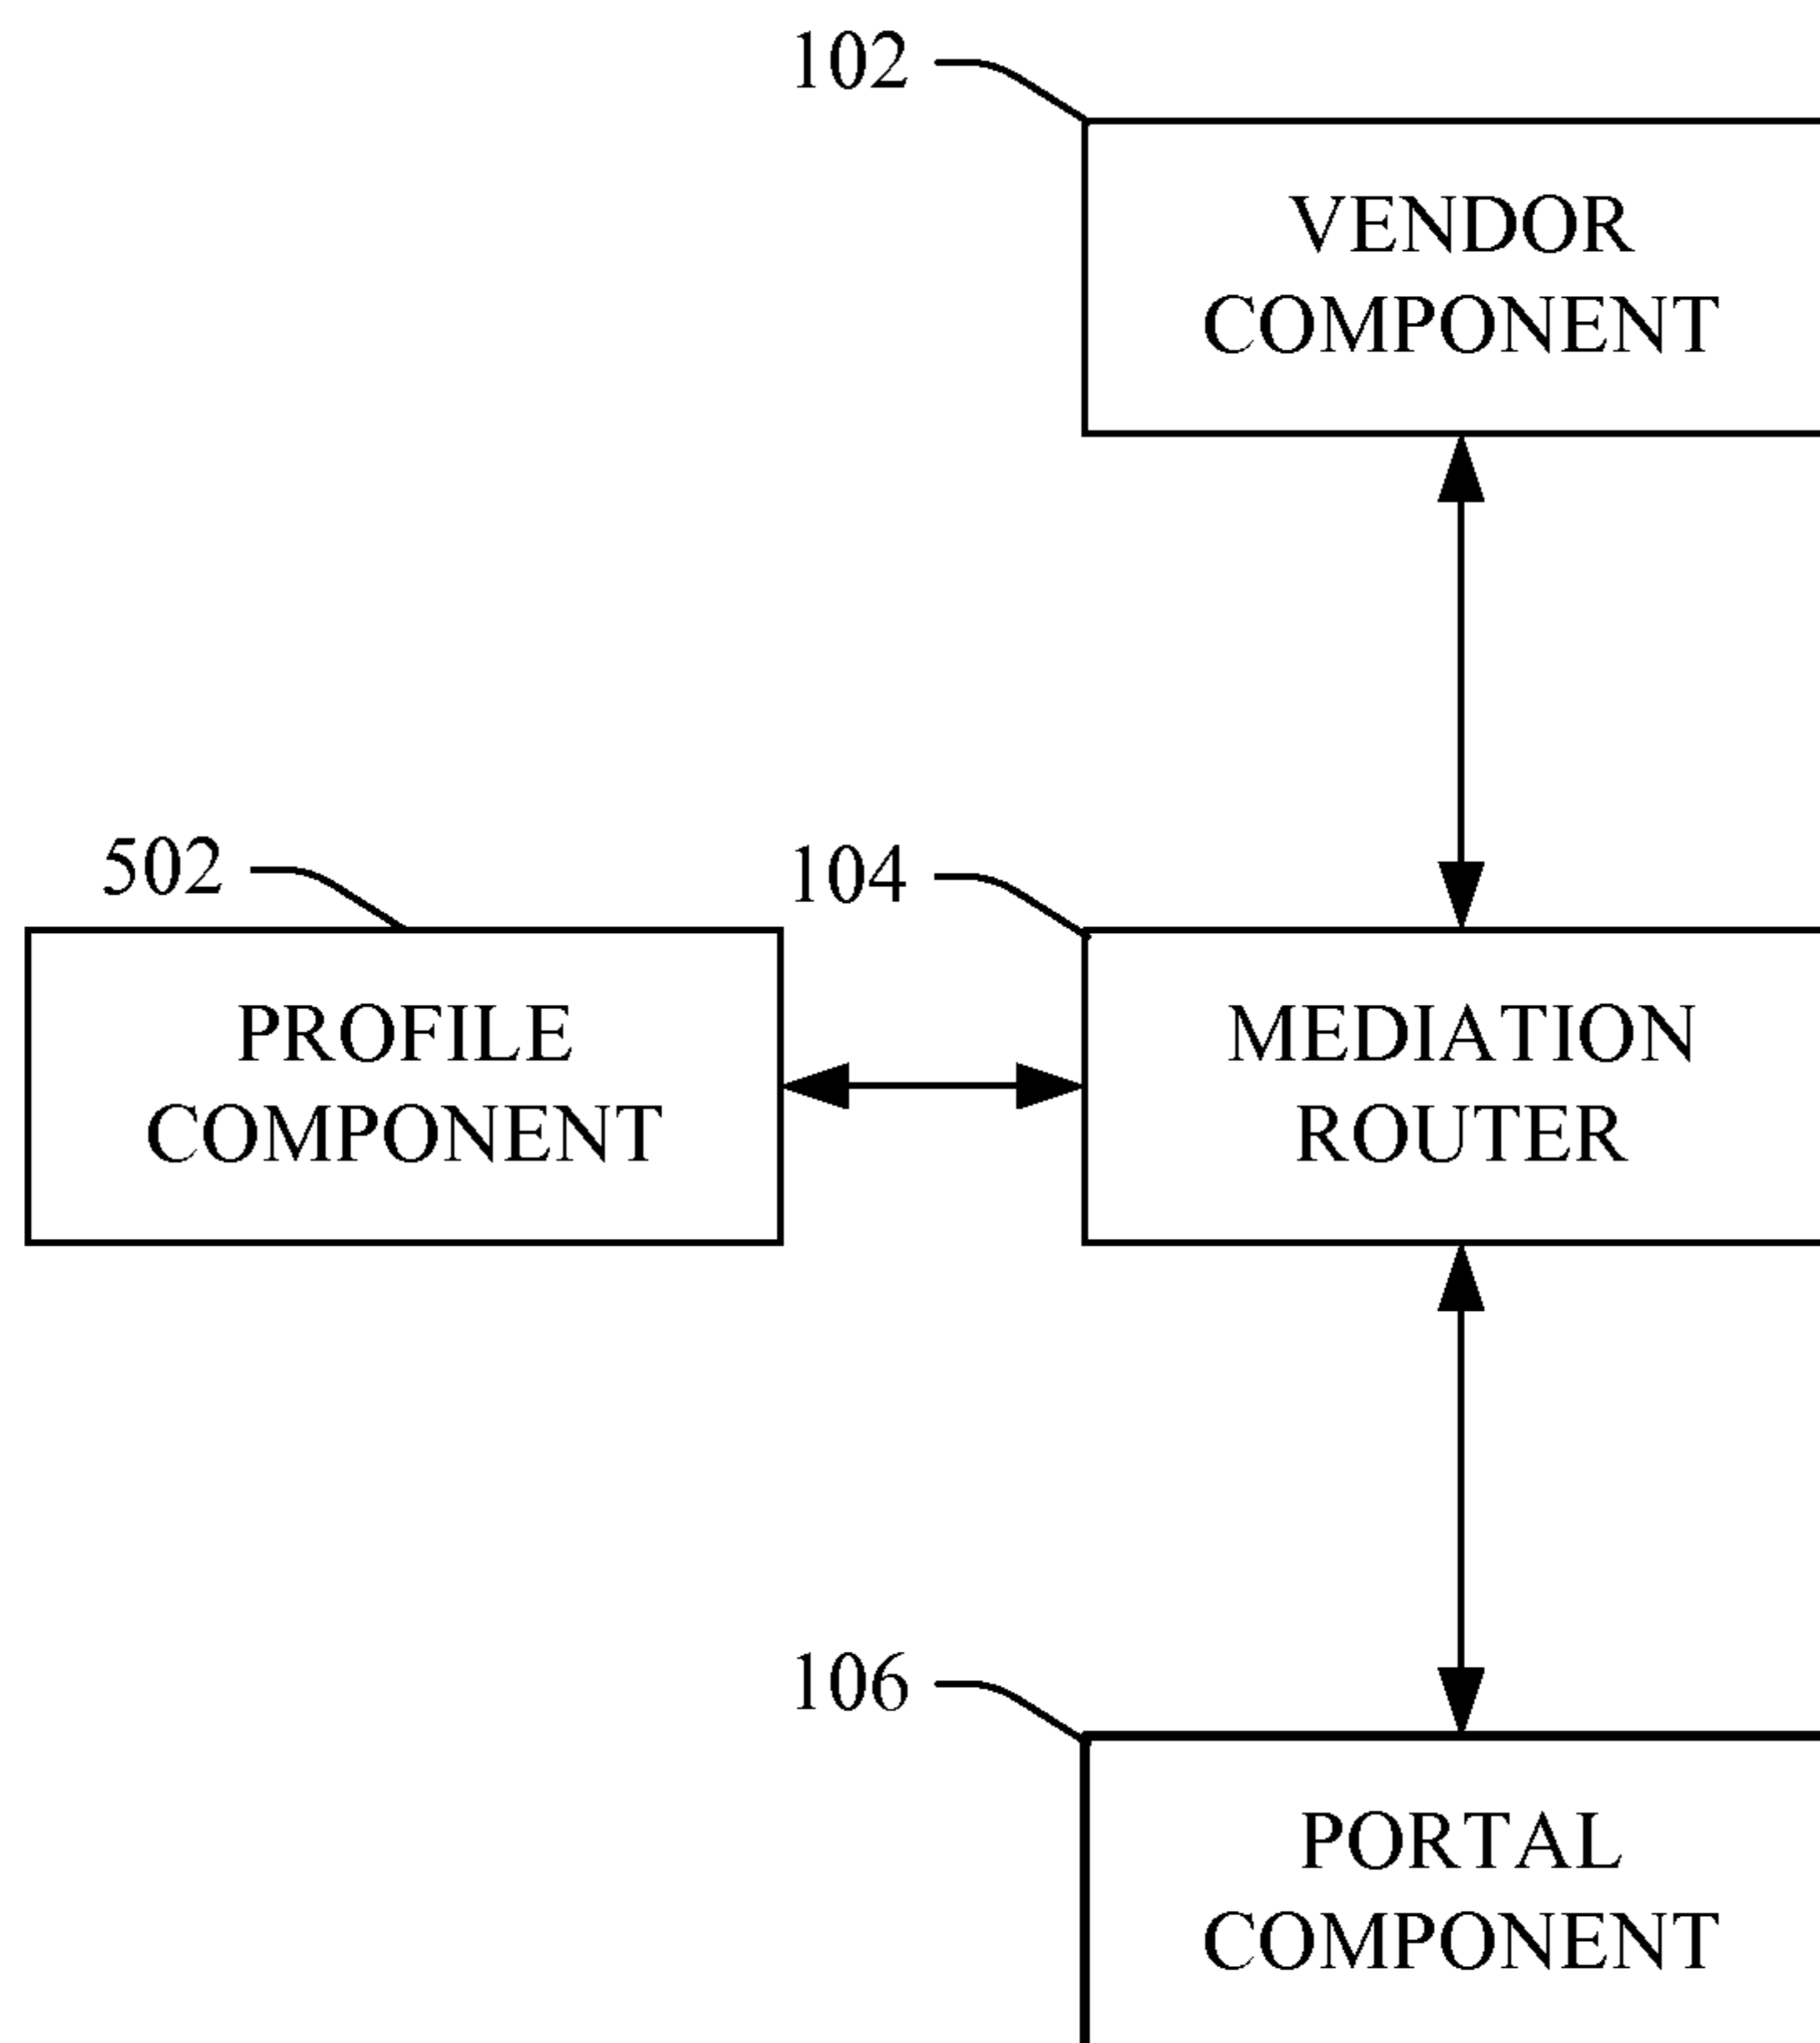 102
VENDOR
COMPONENT
502
104
PROFILE
COMPONENT
MEDIATION
ROUTER
106
PORTAL
COMPONENT